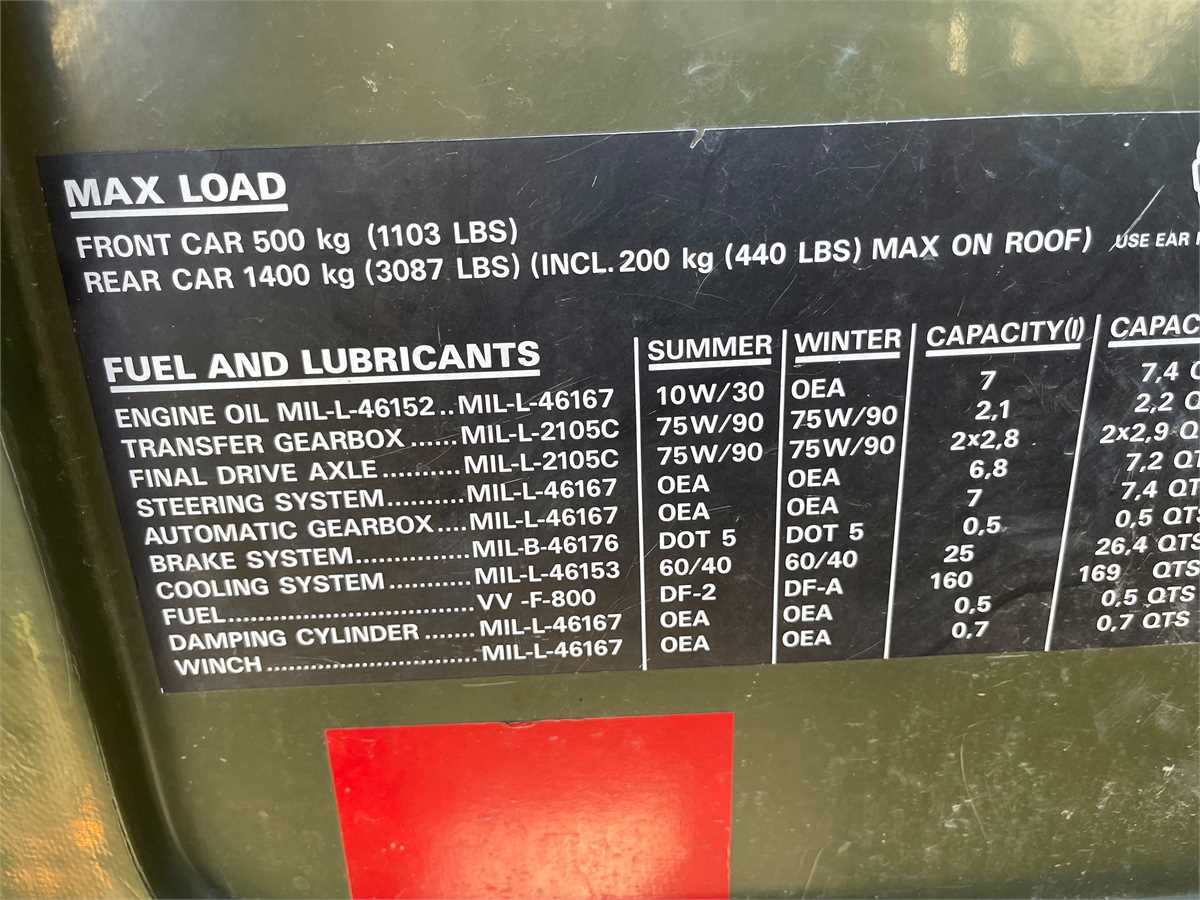 MAX LOAD
FRONT CAR 500 kg (1103 LBS)
REAR CAR 1400 kg (3087 LBS) (INCL. 200 kg (440 LBS) MAX ON ROOF) USE EAR
FUEL AND LUBRICANTS SUMMER WINTER CAPACITY(l)
ENGINE OIL MIL-L-46152..MIL-L-46167 10W/30 OEA 7 7,4
TRANSFER GEARBOX ......MIL-L-2105C 75W/90 75W/90 2,1 2,2
FINAL DRIVE AXLE..........MIL-L-2105C 75W/90 75W/90 2x2,8 2x2,9
STEERING SYSTEM..........MIL-L-46167 OEA OEA 6,8 7,2
AUTOMATIC GEARBOX....MIL-L-46167 OEA OEA 7 7,4
BRAKE SYSTEM...............MIL-B-46176 DOT 5 DOT 5 0,5 0,5 QTS
COOLING SYSTEM...........MIL-L-46153 60/40 60/40 25 26,4 QTS
FUEL.................................VV -F-800 DF-2 DF-A 160 169 QTS
DAMPING CYLINDER.......MIL-L-46167 OEA OEA 0,5 0,5 QTS
WINCH..............................MIL-L-46167 OEA OEA 0,7 0,7 QTS